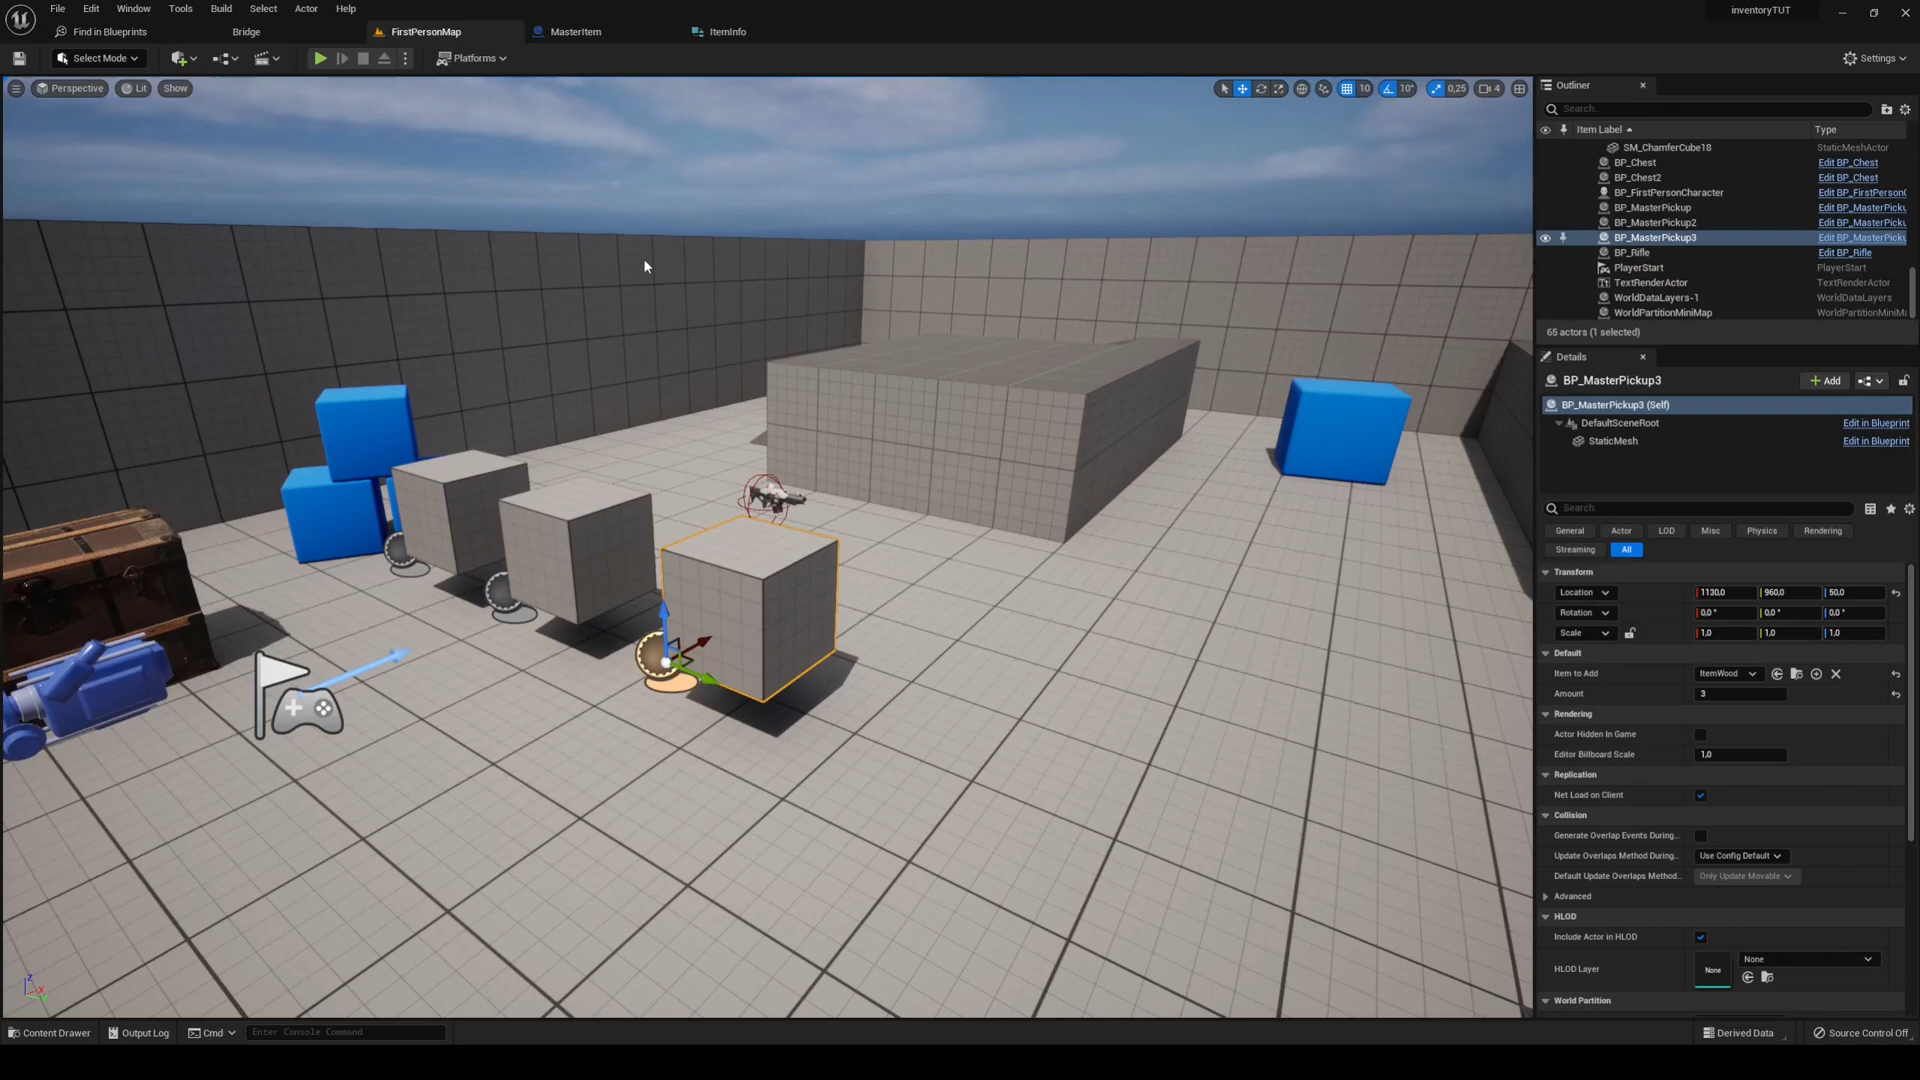 File Edit Window Tools Build Select Actor Help
inventoryTUT
Find in Blueprints
Bridge
FirstPersonMap
MasterItem
ItemInfo
Select Mode
Platforms
Settings
Perspective
Lit
Show
10
10°
0,25
4
Outliner
Search...
Item Label
Type
SM_ChamferCube18 StaticMeshActor
BP_Chest Edit BP_Chest
BP_Chest2 Edit BP_Chest
BP_FirstPersonCharacter Edit BP_FirstPersonC
BP_MasterPickup Edit BP_MasterPicku
BP_MasterPickup2 Edit BP_MasterPicku
BP_MasterPickup3 Edit BP_MasterPicku
BP_Rifle Edit BP_Rifle
PlayerStart PlayerStart
TextRenderActor TextRenderActor
WorldDataLayers-1 WorldDataLayers
WorldPartitionMiniMap WorldPartitionMiniM
65 actors (1 selected)
Details
BP_MasterPickup3
Add
BP_MasterPickup3 (Self)
DefaultSceneRoot Edit in Blueprint
StaticMesh Edit in Blueprint
Search
General Actor LOD Misc Physics Rendering
Streaming All
Transform
Location 1130,0 960,0 50,0
Rotation 0,0 ° 0,0 ° 0,0 °
Scale 1,0 1,0 1,0
Default
Item to Add ItemWood
Amount 3
Rendering
Actor Hidden In Game
Editor Billboard Scale 1,0
Replication
Net Load on Client
Collision
Generate Overlap Events During...
Update Overlaps Method During... Use Config Default
Default Update Overlaps Method... Only Update Movable
Advanced
HLOD
Include Actor in HLOD
HLOD Layer None None
World Partition
Z
X
Y
Content Drawer
Output Log
Cmd
Enter Console Command
Derived Data
Source Control Off